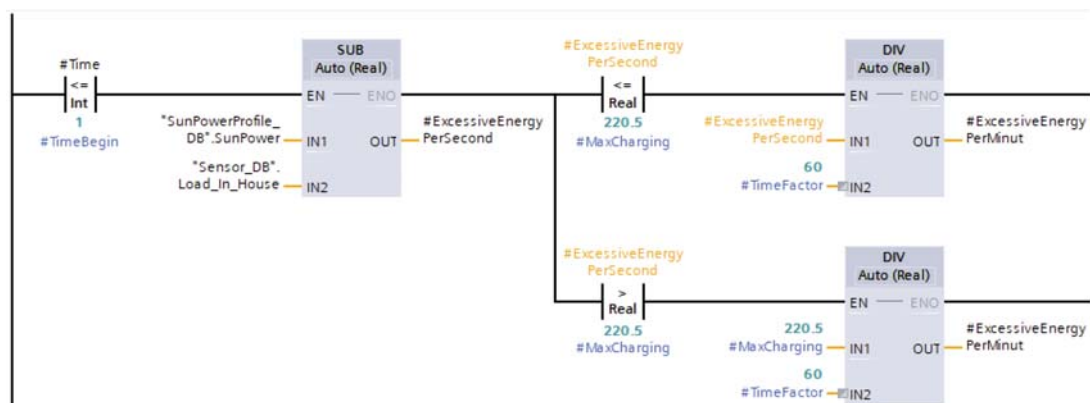 #Time
<=
Int
1
#TimeBegin
SUB
Auto (Real)
EN
ENO
"SunPowerProfile_
DB".SunPower
IN1
OUT
#ExcessiveEnergy
PerSecond
"Sensor_DB".
Load_In_House
IN2
#ExcessiveEnergy
PerSecond
<=
Real
220.5
#MaxCharging
DIV
Auto (Real)
EN
ENO
#ExcessiveEnergy
PerSecond
IN1
OUT
#ExcessiveEnergy
PerMinut
60
#TimeFactor
IN2
#ExcessiveEnergy
PerSecond
>
Real
220.5
#MaxCharging
DIV
Auto (Real)
EN
ENO
220.5
#MaxCharging
IN1
OUT
#ExcessiveEnergy
PerMinut
60
#TimeFactor
IN2